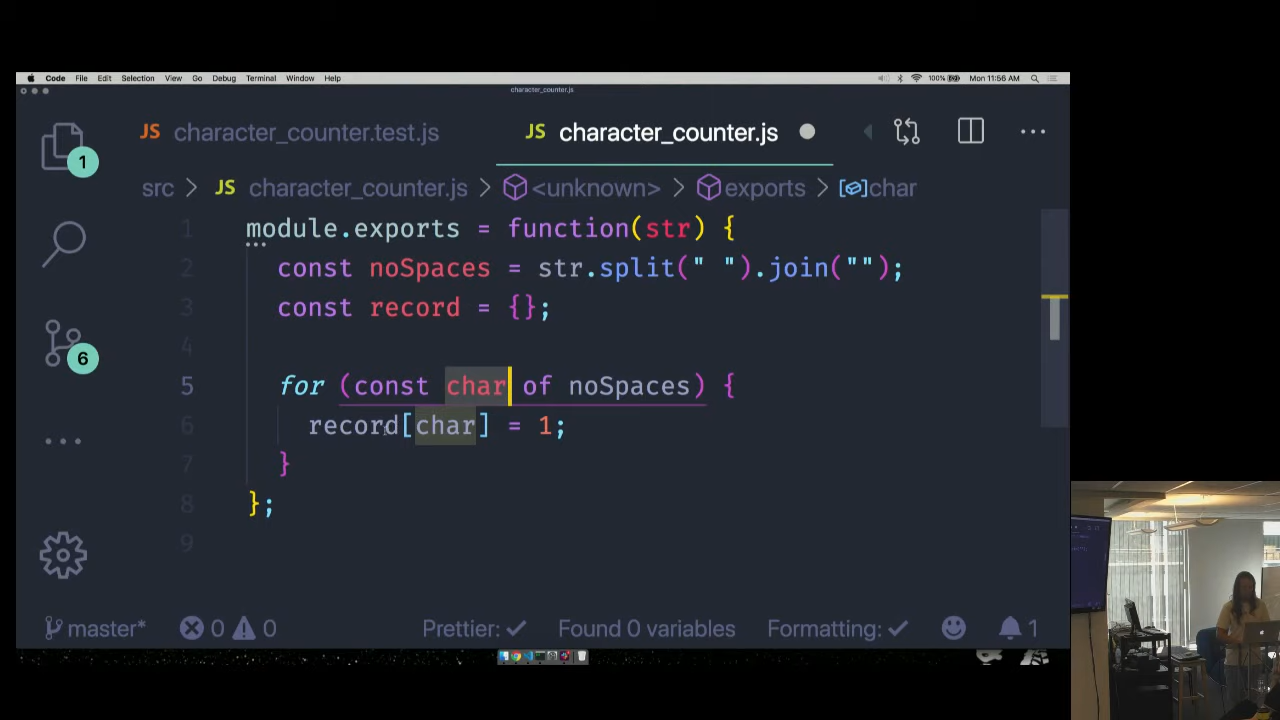 Code File Edit Selection View Go Debug Terminal Window Help
100% Mon 11:56 AM
character_counter.js
JS character_counter.test.js
JS character_counter.js
1
src > JS character_counter.js > <unknown> > exports > char
1 module.exports = function(str) {
2 const noSpaces = str.split(" ").join("");
3 const record = {};
4
5 for (const char of noSpaces) {
6 record[char] = 1;
7 }
8 };
9
6
master* 0 0 Prettier: ✓ Found 0 variables Formatting: ✓ 1